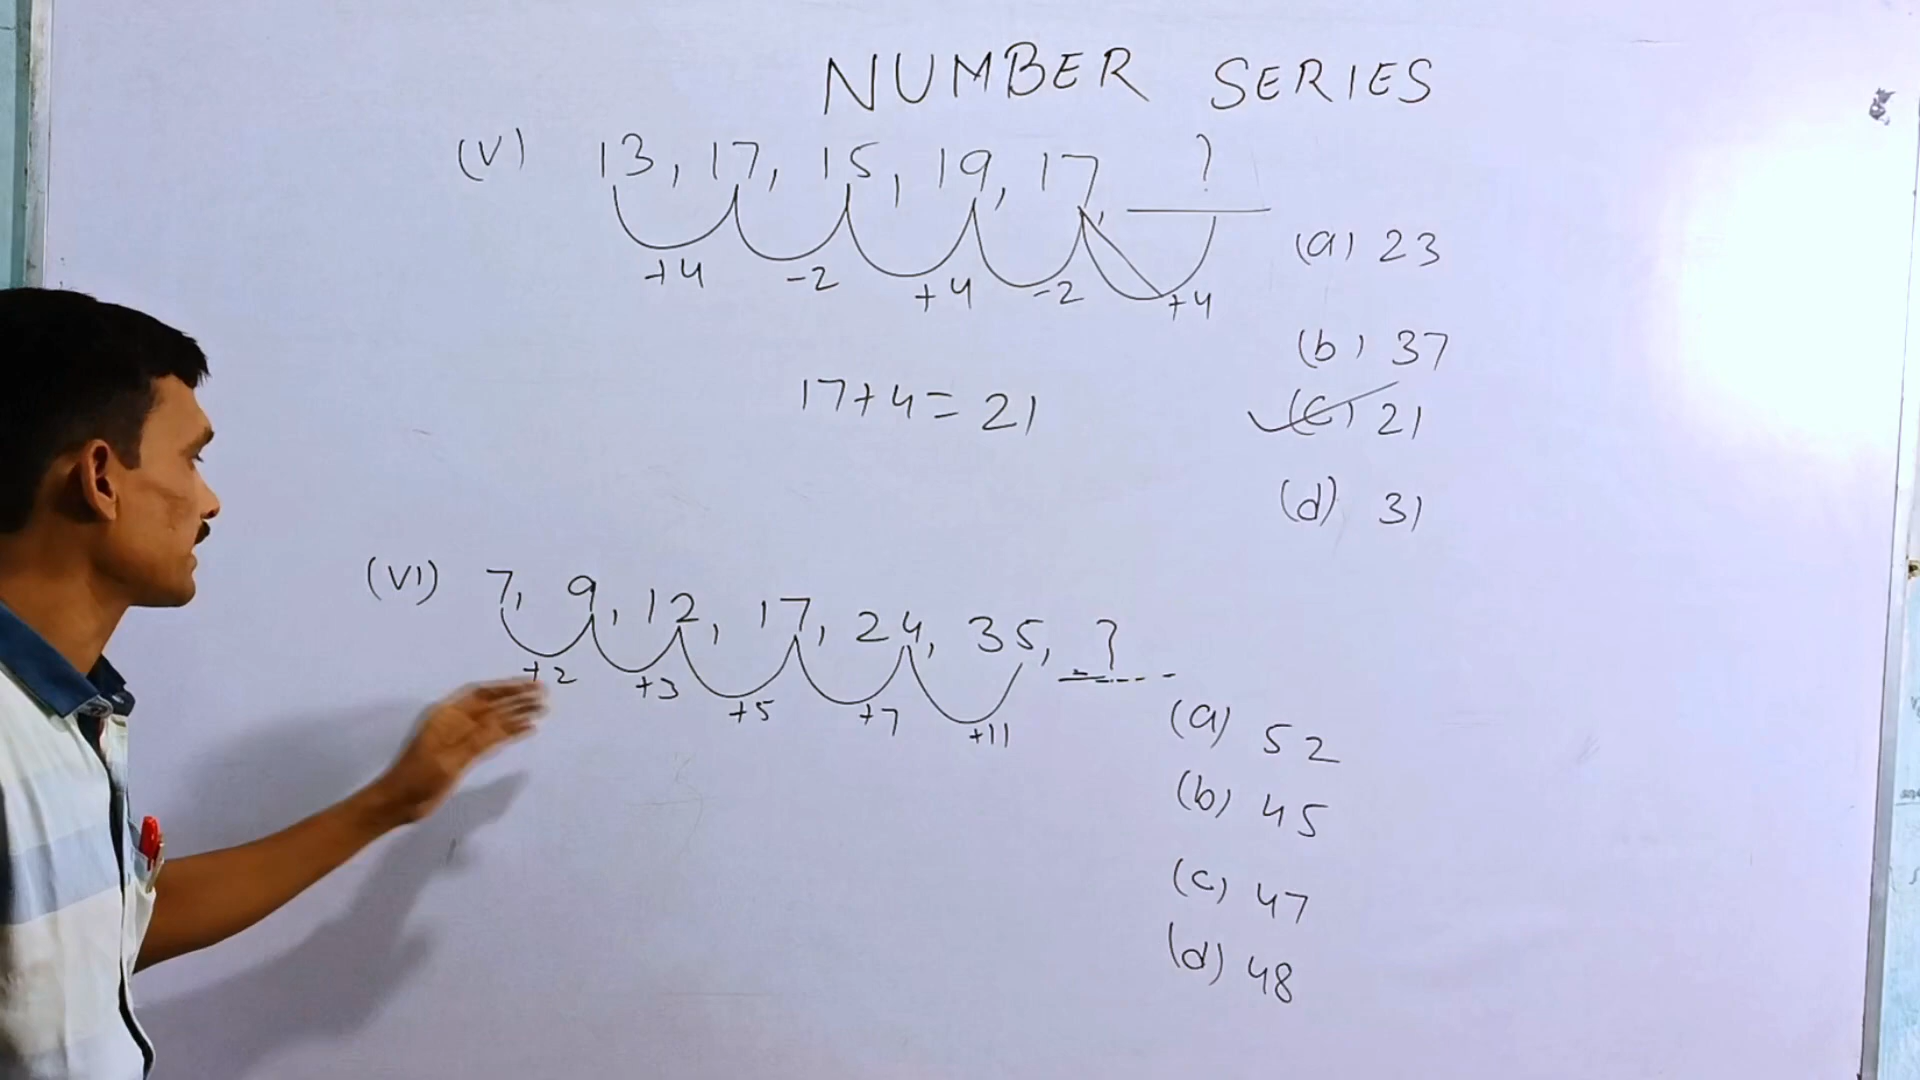 NUMBER SERIES
(V) 13, 17, 15, 19, 17, ?
+4 -2 +4 -2 +4
(a) 23
(b) 37
17+4=21
(c) 21
(d) 31
(VI) 7, 9, 12, 17, 24, 35, ?
+2 +3 +5 +7 +11
(a) 52
(b) 45
(c) 47
(d) 48